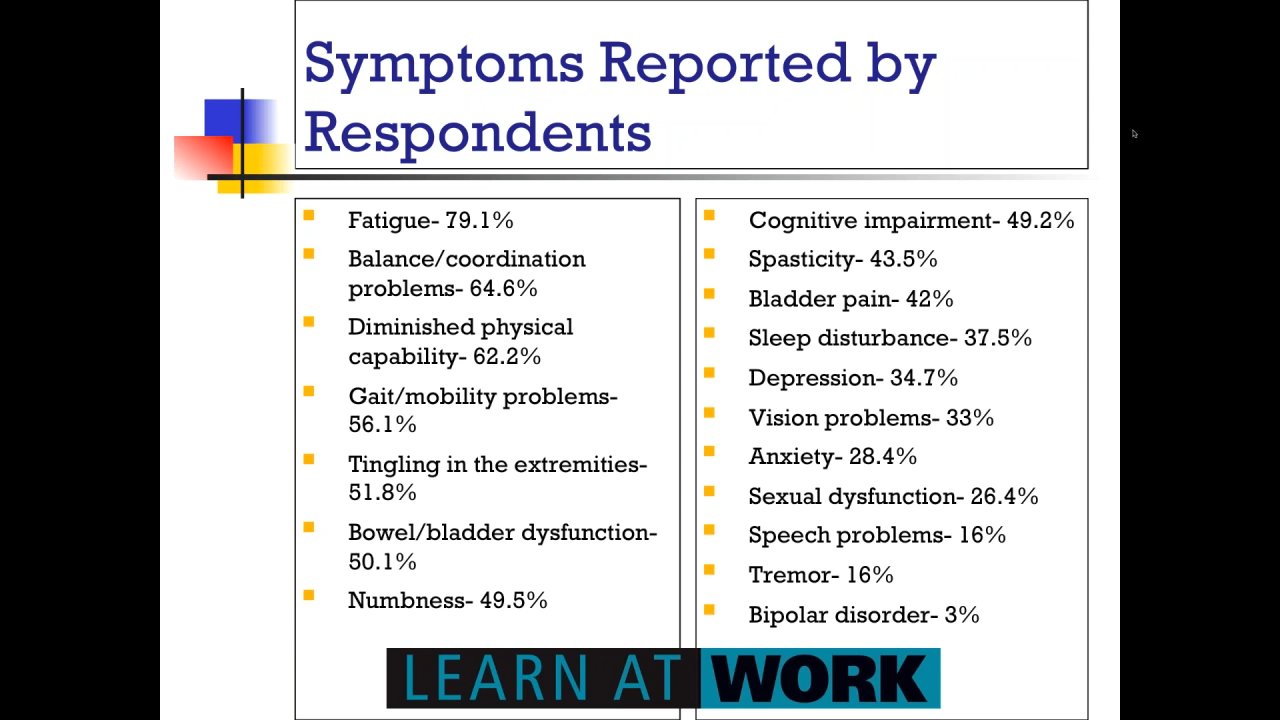 Symptoms Reported by
Respondents
Fatigue- 79.1%
Balance/coordination
problems- 64.6%
Diminished physical
capability- 62.2%
Gait/mobility problems-
56.1%
Tingling in the extremities-
51.8%
Bowel/bladder dysfunction-
50.1%
Numbness- 49.5%
Cognitive impairment- 49.2%
Spasticity- 43.5%
Bladder pain- 42%
Sleep disturbance- 37.5%
Depression- 34.7%
Vision problems- 33%
Anxiety- 28.4%
Sexual dysfunction- 26.4%
Speech problems- 16%
Tremor- 16%
Bipolar disorder- 3%
LEARN AT WORK